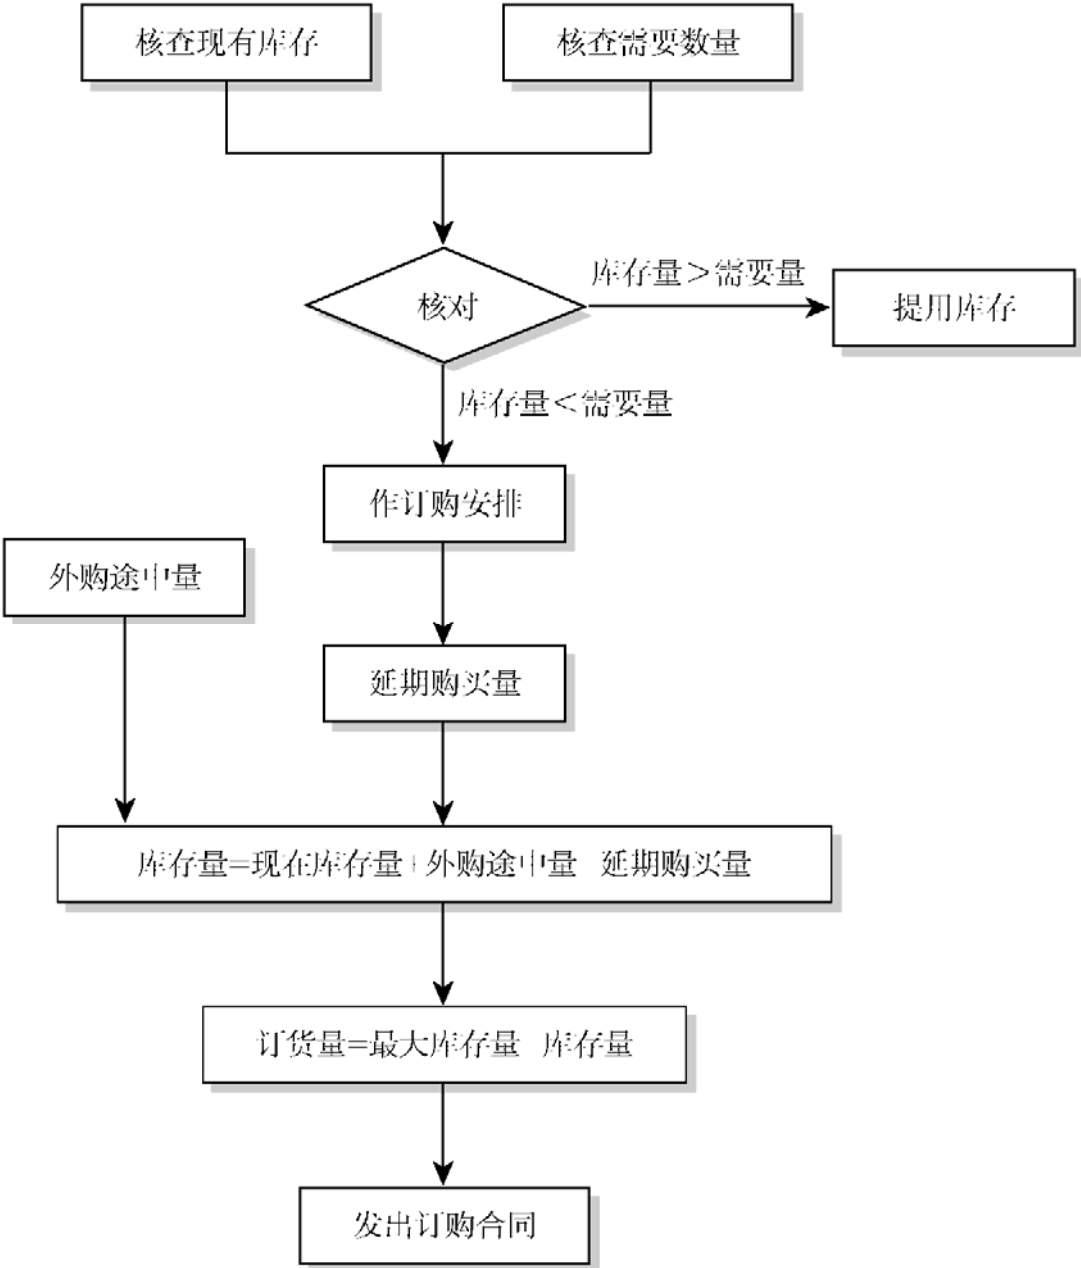 核查现有库存
核查需要数量
库存量＞需要量
核对
提用库存
库存量＜需要量
作订购安排
外购途中量
延期购买量
库存量=现在库存量+外购途中量 延期购买量
订货量=最大库存量 库存量
发出订购合同